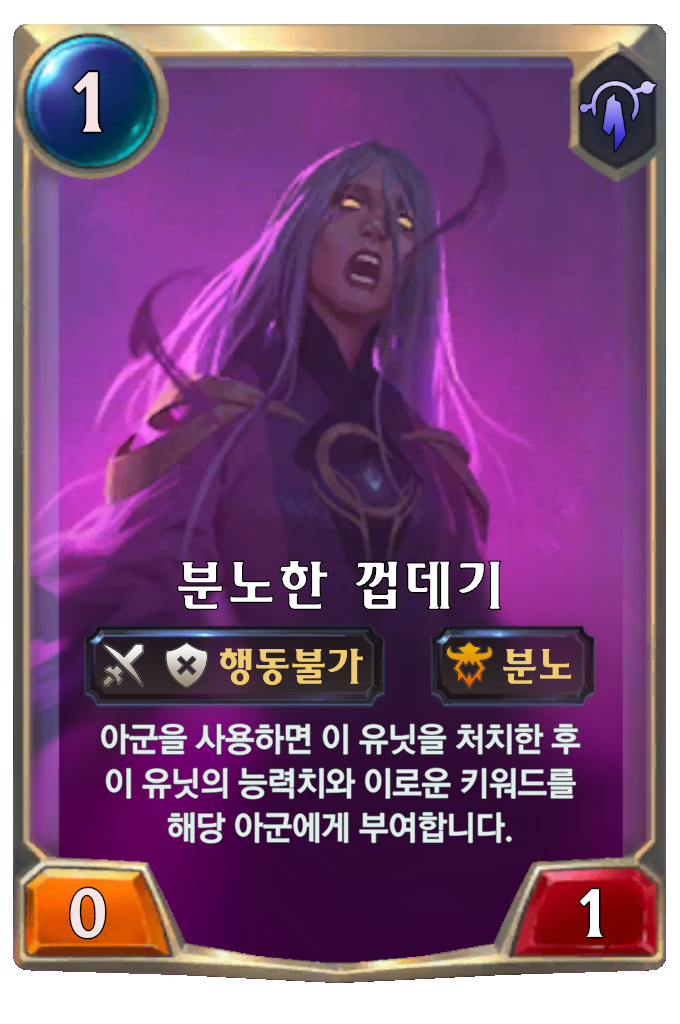 1
분노한 껍데기
행동불가 분노
아군을 사용하면 이 유닛을 처치한 후
이 유닛의 능력치와 이로운 키워드를
해당 아군에게 부여합니다.
0 1